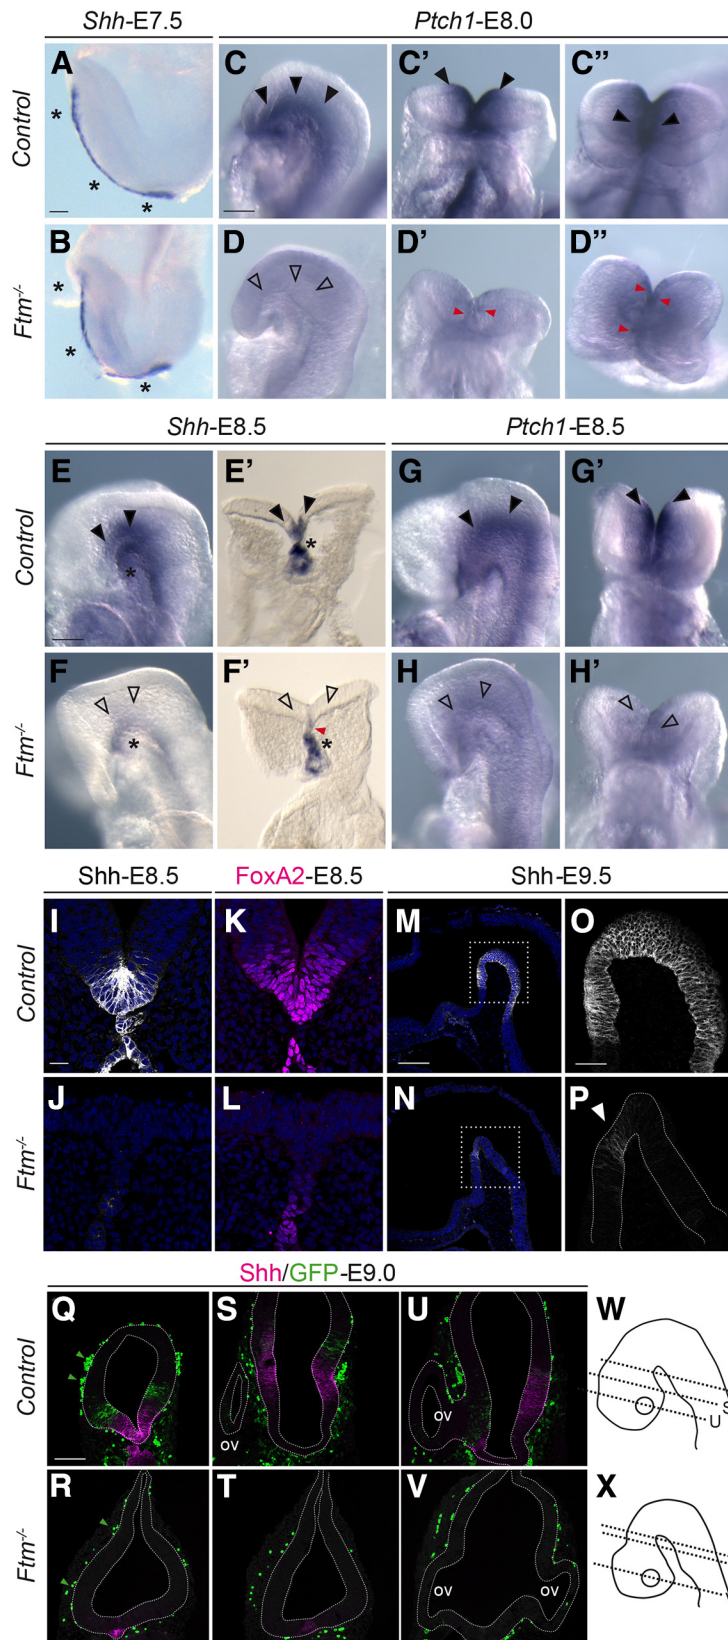 Shh-E7.5 Ptch1-E8.0
Control
A * * *
C
C'
C''
Ftm-/-
B * * *
D
D'
D''
Shh-E8.5 Ptch1-E8.5
Control
E *
E' *
G
G'
Ftm-/-
F *
F' *
H
H'
Shh-E8.5 FoxA2-E8.5 Shh-E9.5
Control
I K M O
Ftm-/-
J L N P
Shh/GFP-E9.0
Control
Q S U W
ov ov
S
U
Ftm-/-
R T V X
ov ov